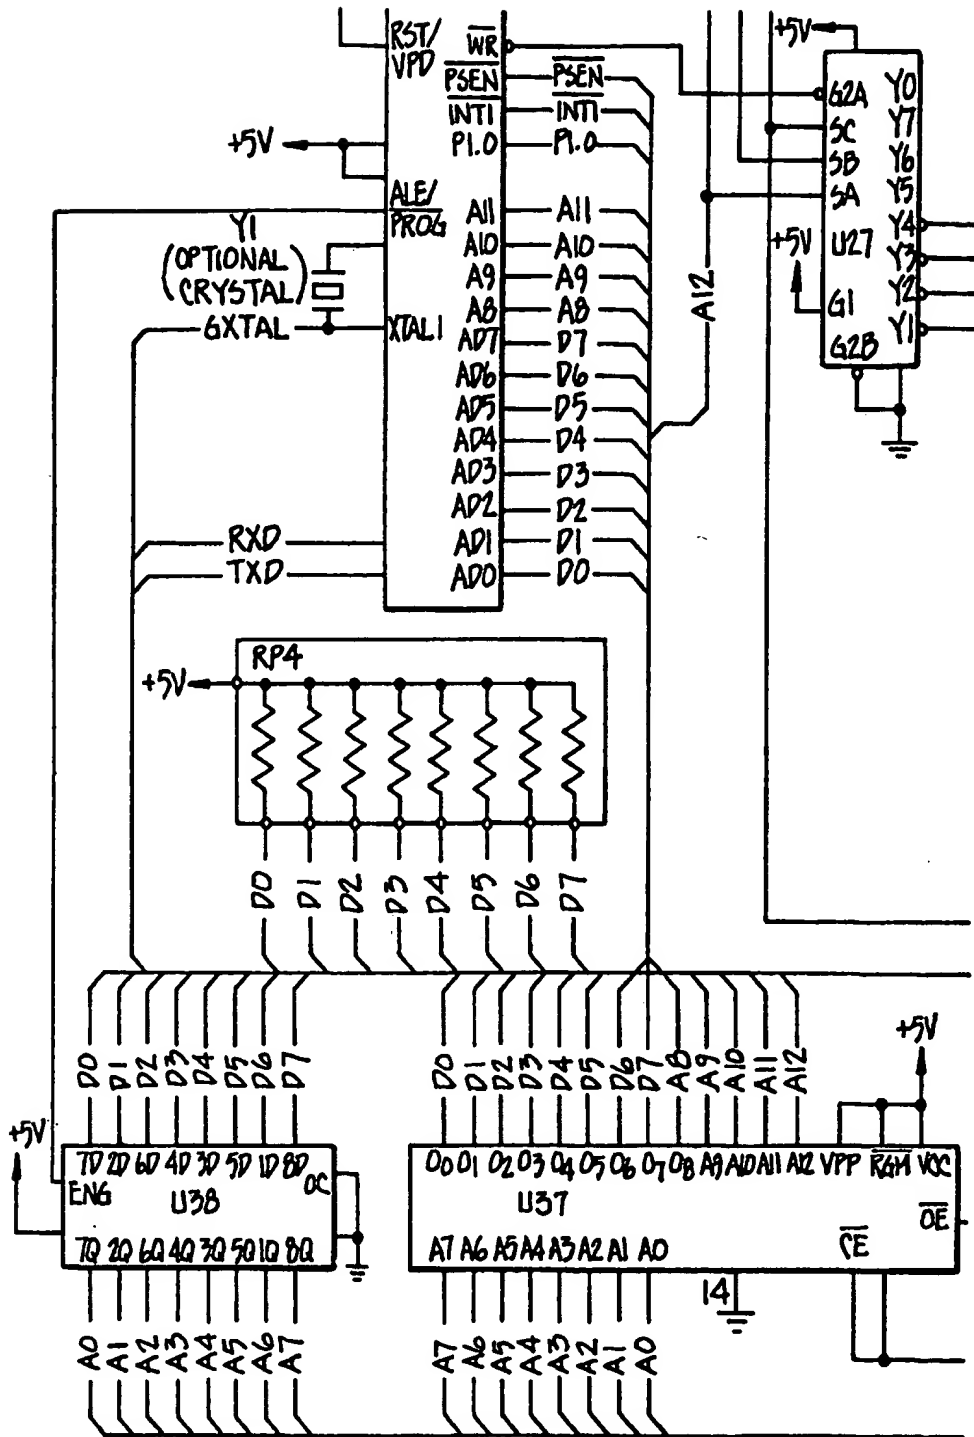 RST/
VPD
WR
PSEN PSEN
INT1 INT1
P1.0 P1.0
+5V
ALE/
PROG
A11 A11
A10 A10
A9 A9
A8 A8
AD7 D7
AD6 D6
AD5 D5
AD4 D4
AD3 D3
AD2 D2
AD1 D1
AD0 D0
Y1
(OPTIONAL
CRYSTAL)
GXTAL
XTAL1
RXD
TXD
A12
+5V
G2A
SC
SB
SA
U27
+5V
G1
G2B
Y0
Y7
Y6
Y5
Y4
Y3
Y2
Y1
RP4
+5V
D0 D1 D2 D3 D4 D5 D6 D7
D0 D1 D2 D3 D4 D5 D6 D7
+5V
7D 2D 6D 4D 3D 5D 1D 8D
ENG
OC
U38
7Q 2Q 6Q 4Q 3Q 5Q 1Q 8Q
A0 A1 A2 A3 A4 A5 A6 A7
D0 D1 D2 D3 D4 D5 D6 D7 A8 A9 A10 A11 A12
+5V
O0 O1 O2 O3 O4 O5 O6 O7 O8 A9 A10 A11 A12 VPP RGM VCC
U37
OE
CE
A7 A6 A5 A4 A3 A2 A1 A0
14
A7 A6 A5 A4 A3 A2 A1 A0